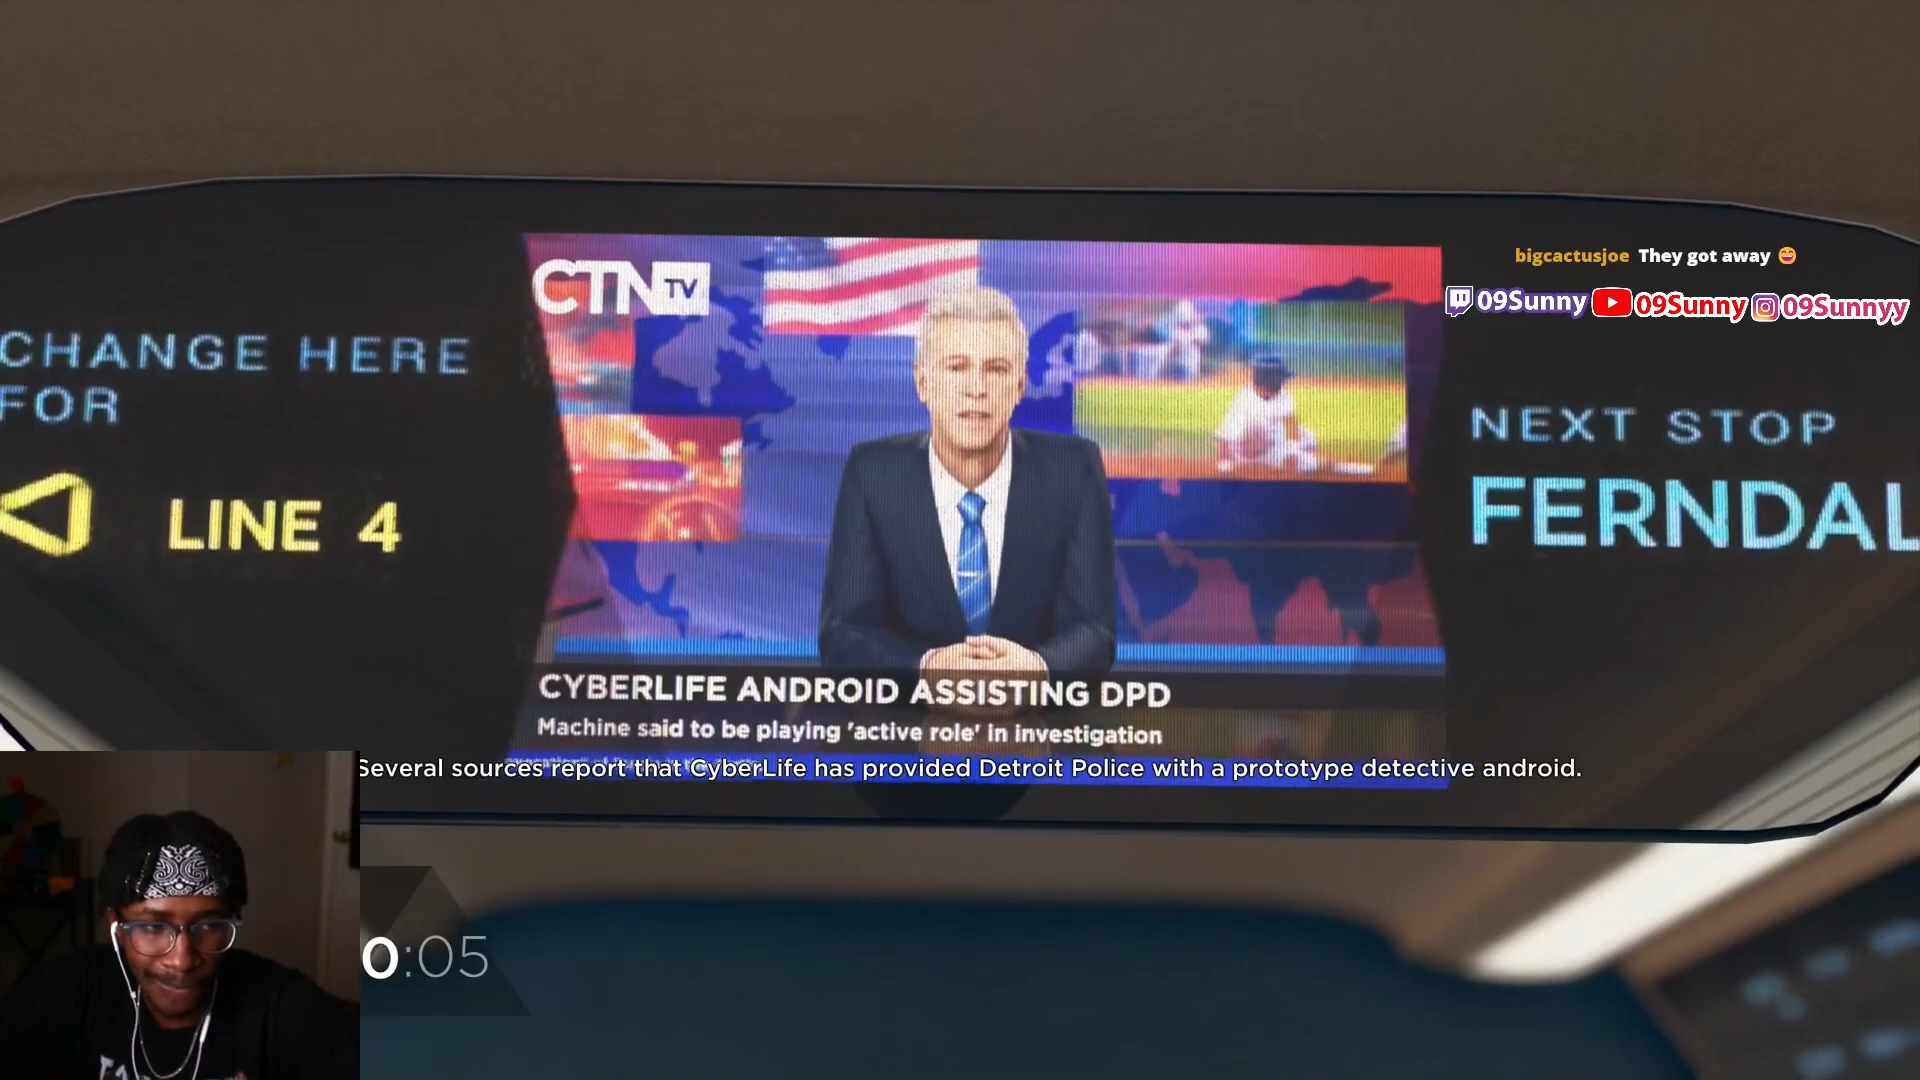 bigcactusjoe They got away
09Sunny 09Sunny 09Sunnyy
CTN TV
CHANGE HERE
FOR
LINE 4
NEXT STOP
FERNDAL
CYBERLIFE ANDROID ASSISTING DPD
Machine said to be playing 'active role' in investigation
Several sources report that CyberLife has provided Detroit Police with a prototype detective android.
0:05